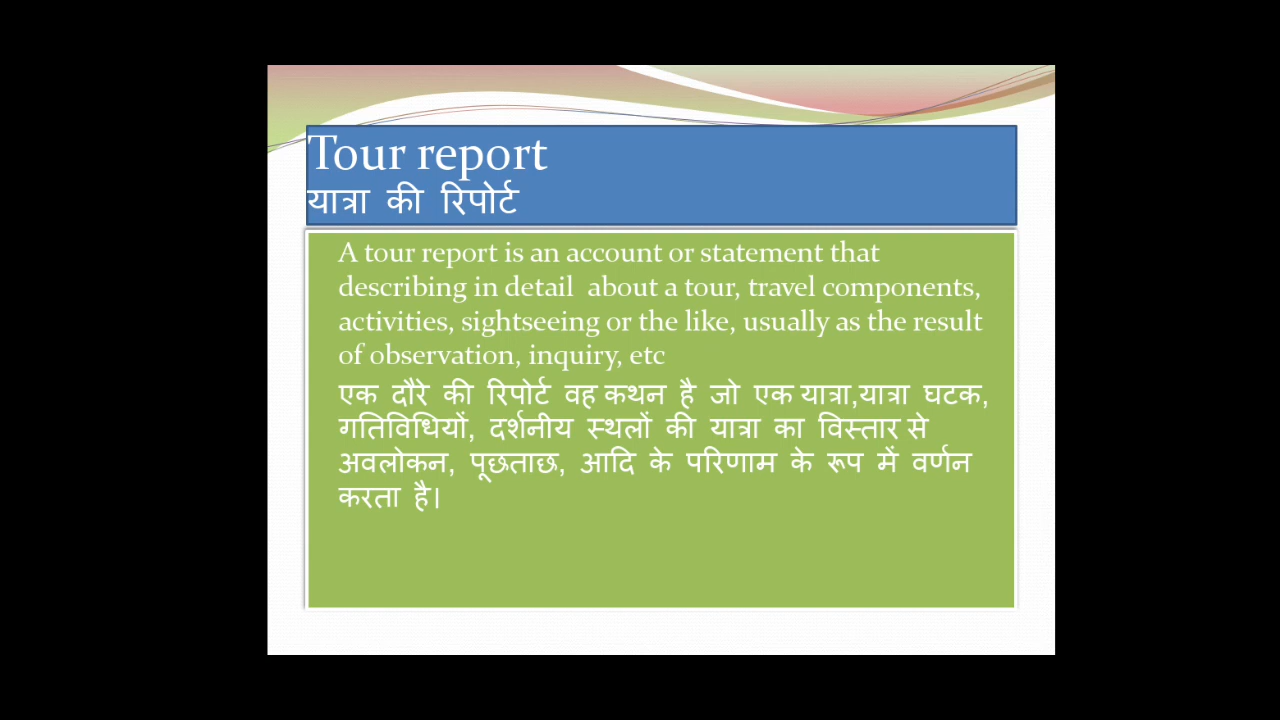 Tour report
यात्रा की रिपोर्ट
A tour report is an account or statement that
describing in detail about a tour, travel components,
activities, sightseeing or the like, usually as the result
of observation, inquiry, etc
एक दौरे की रिपोर्ट वह कथन है जो एक यात्रा,यात्रा घटक,
गतिविधियों, दर्शनीय स्थलों की यात्रा का विस्तार से
अवलोकन, पूछताछ, आदि के परिणाम के रूप में वर्णन
करता है।